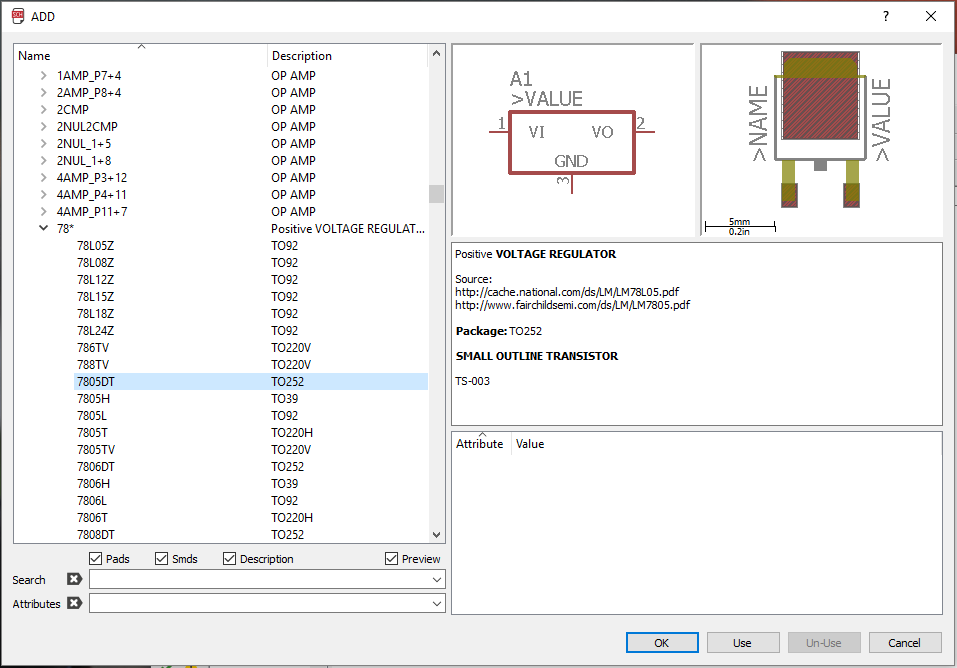 ADD
?
Name Description
1AMP_P7+4 OP AMP
2AMP_P8+4 OP AMP
2CMP OP AMP
2NUL2CMP OP AMP
2NUL_1+5 OP AMP
2NUL_1+8 OP AMP
4AMP_P3+12 OP AMP
4AMP_P4+11 OP AMP
4AMP_P11+7 OP AMP
78* Positive VOLTAGE REGULAT...
78L05Z TO92
78L08Z TO92
78L12Z TO92
78L15Z TO92
78L18Z TO92
78L24Z TO92
786TV TO220V
788TV TO220V
7805DT TO252
7805H TO39
7805L TO92
7805T TO220H
7805TV TO220V
7806DT TO252
7806H TO39
7806L TO92
7806T TO220H
7808DT TO252
Pads Smds Description Preview
Search
Attributes
A1
>VALUE
1 VI VO 2
GND
3
>NAME
>VALUE
5mm
0.2in
Positive VOLTAGE REGULATOR
Source:
http://cache.national.com/ds/LM/LM78L05.pdf
http://www.fairchildsemi.com/ds/LM/LM7805.pdf
Package: TO252
SMALL OUTLINE TRANSISTOR
TS-003
Attribute Value
OK Use Un-Use Cancel